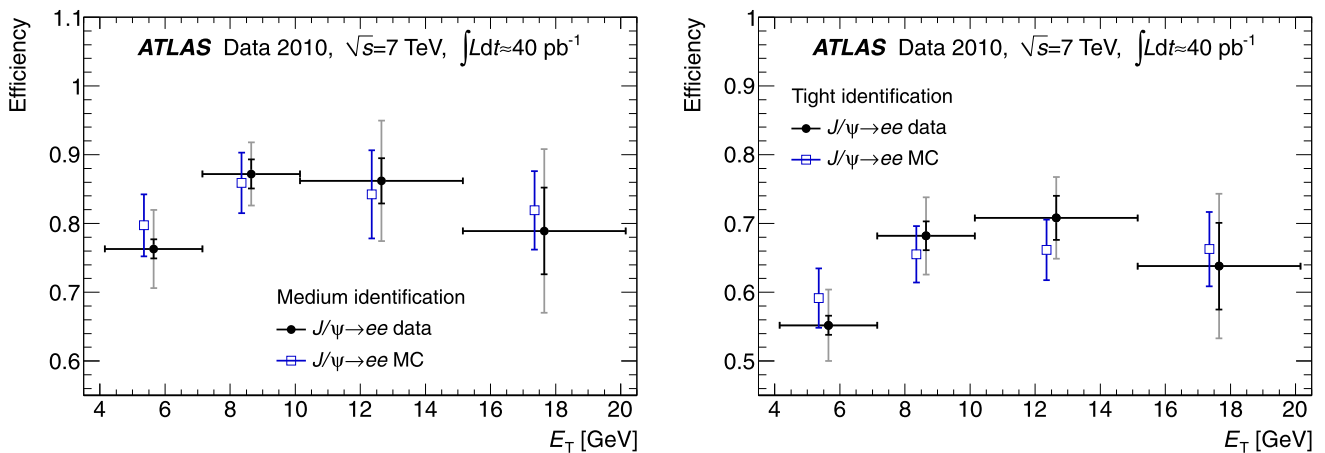 ATLAS Data 2010, √s=7 TeV, ∫Ldt≈40 pb⁻¹
Efficiency
1.1
1
0.9
0.8
0.7
0.6
Medium identification
J/ψ→ee data
J/ψ→ee MC
4 6 8 10 12 14 16 18 20
E_T [GeV]
ATLAS Data 2010, √s=7 TeV, ∫Ldt≈40 pb⁻¹
Efficiency
1
0.9
0.8
0.7
0.6
0.5
Tight identification
J/ψ→ee data
J/ψ→ee MC
4 6 8 10 12 14 16 18 20
E_T [GeV]